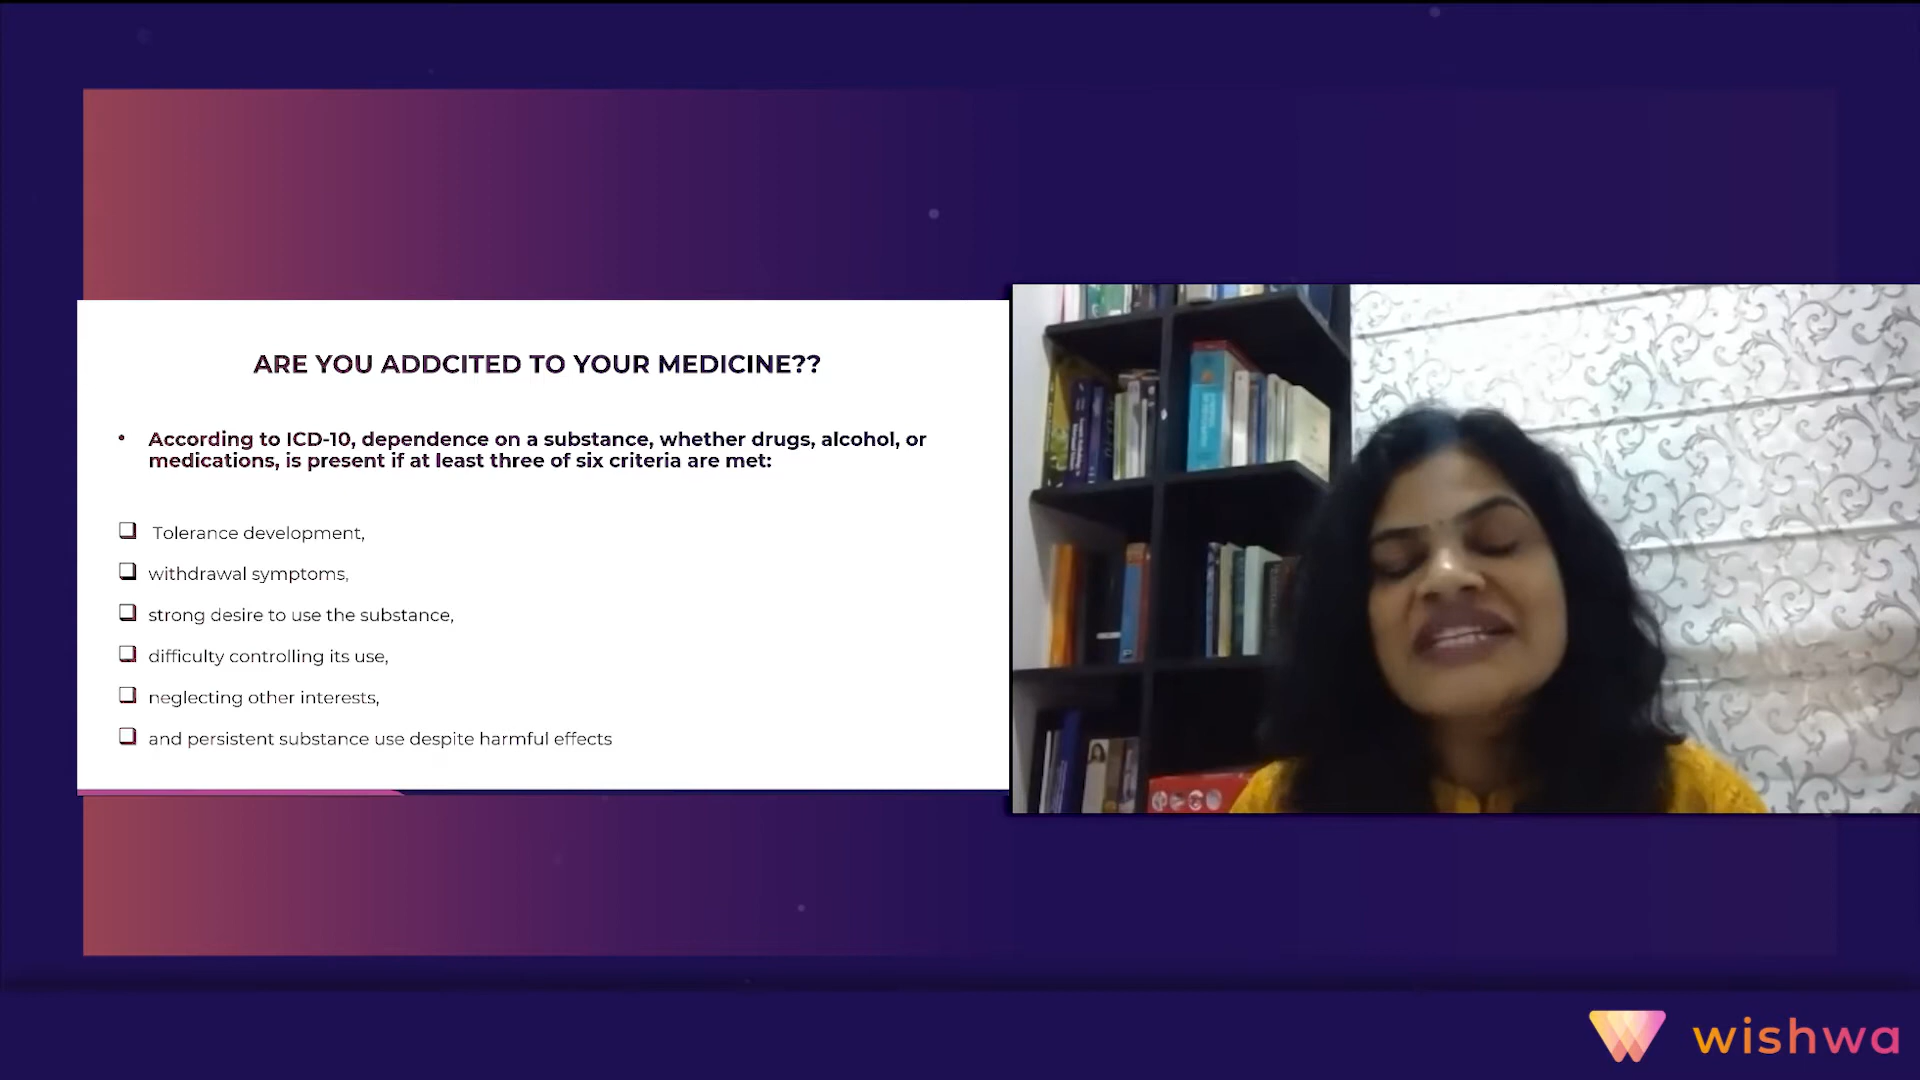 ARE YOU ADDCITED TO YOUR MEDICINE??
• According to ICD-10, dependence on a substance, whether drugs, alcohol, or
medications, is present if at least three of six criteria are met:
❑ Tolerance development,
❑ withdrawal symptoms,
❑ strong desire to use the substance,
❑ difficulty controlling its use,
❑ neglecting other interests,
❑ and persistent substance use despite harmful effects
wishwa